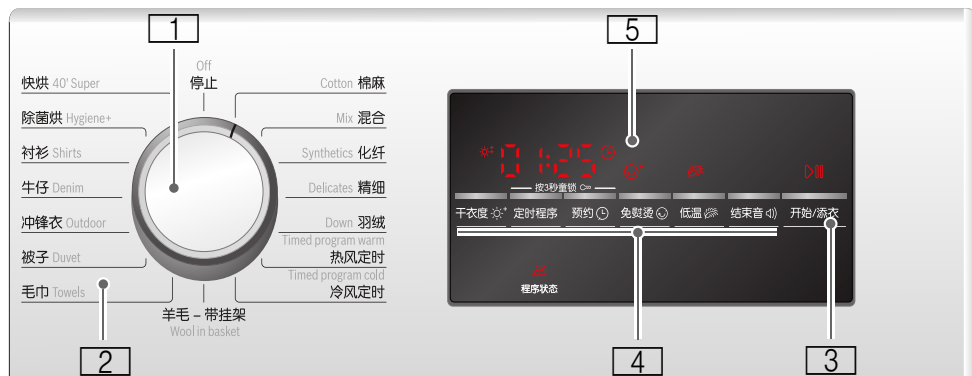 1
5
Off
停止
快烘 40' Super
Cotton 棉麻
除菌烘 Hygiene+
Mix 混合
衬衫 Shirts
Synthetics 化纤
牛仔 Denim
Delicates 精细
冲锋衣 Outdoor
Down 羽绒
Timed program warm
被子 Duvet
热风定时
Timed program cold
毛巾 Towels
冷风定时
羊毛 – 带挂架
Wool in basket
01:25
按3秒童锁
干衣度 定时程序 预约 免熨烫 低温 结束音 开始/添衣
程序状态
2
4
3